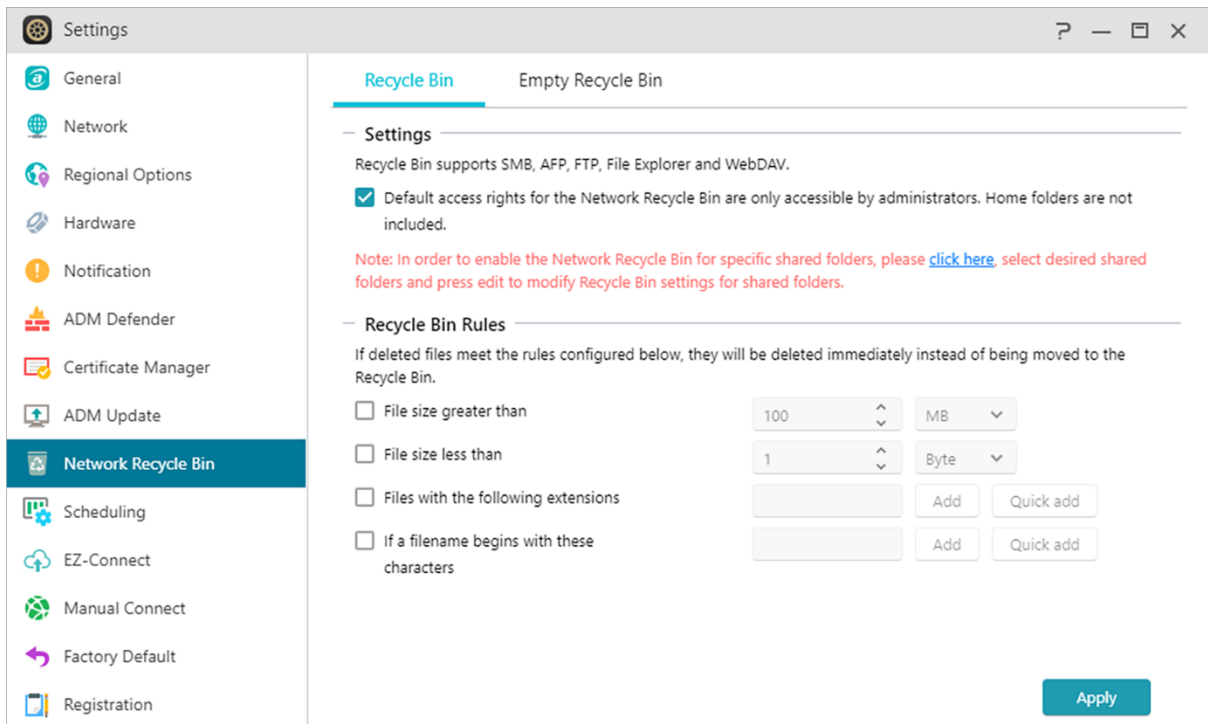 Settings
General
Network
Regional Options
Hardware
Notification
ADM Defender
Certificate Manager
ADM Update
Network Recycle Bin
Scheduling
EZ-Connect
Manual Connect
Factory Default
Registration
Recycle Bin
Empty Recycle Bin
Settings
Recycle Bin supports SMB, AFP, FTP, File Explorer and WebDAV.
Default access rights for the Network Recycle Bin are only accessible by administrators. Home folders are not
included.
Note: In order to enable the Network Recycle Bin for specific shared folders, please click here, select desired shared
folders and press edit to modify Recycle Bin settings for shared folders.
Recycle Bin Rules
If deleted files meet the rules configured below, they will be deleted immediately instead of being moved to the
Recycle Bin.
File size greater than 100 MB
File size less than 1 Byte
Files with the following extensions Add Quick add
If a filename begins with these Add Quick add
characters
Apply